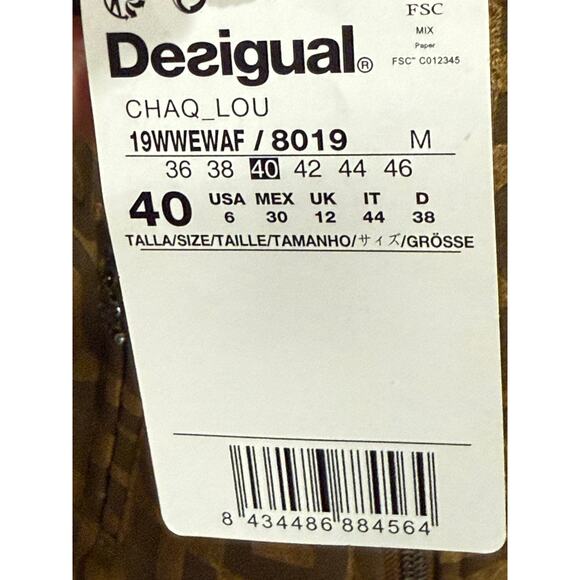 FSC
MIX
Paper
FSC™ C012345
Desigual®
CHAQ_LOU
19WWEWAF / 8019 M
36 38 40 42 44 46
40 USA MEX UK IT D
6 30 12 44 38
TALLA/SIZE/TAILLE/TAMANHO/サイズ/GRÖSSE
8 434486 884564